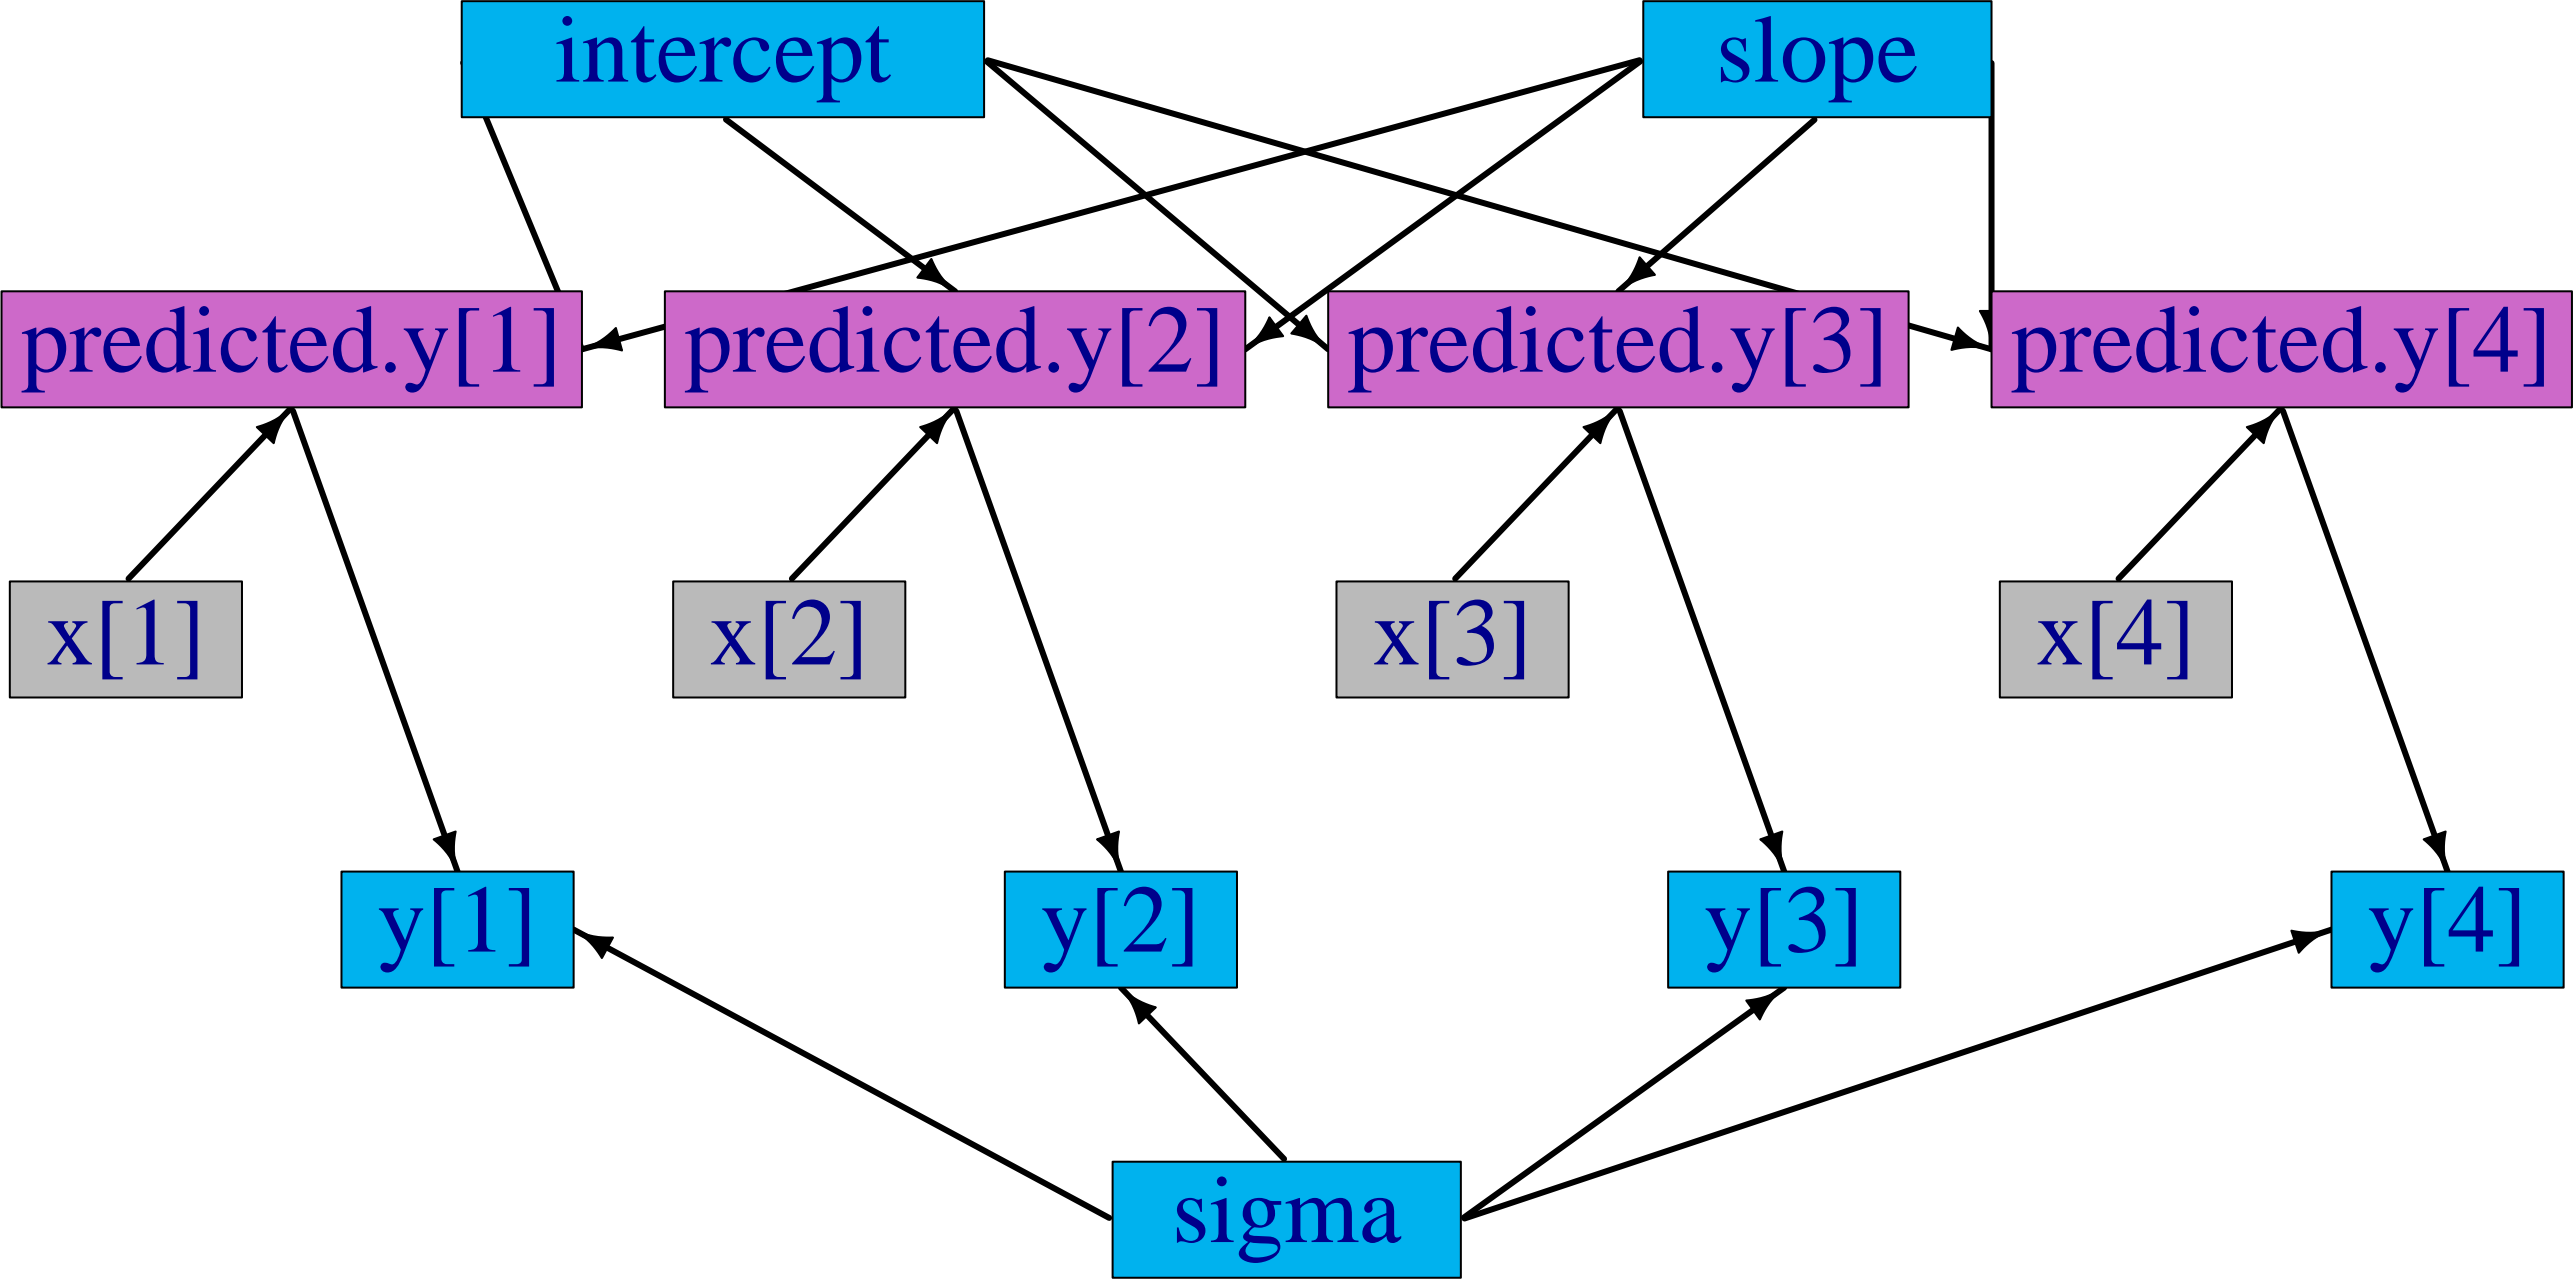 intercept
slope
predicted.y[1]
predicted.y[2]
predicted.y[3]
predicted.y[4]
x[1]
x[2]
x[3]
x[4]
y[1]
y[2]
y[3]
y[4]
sigma